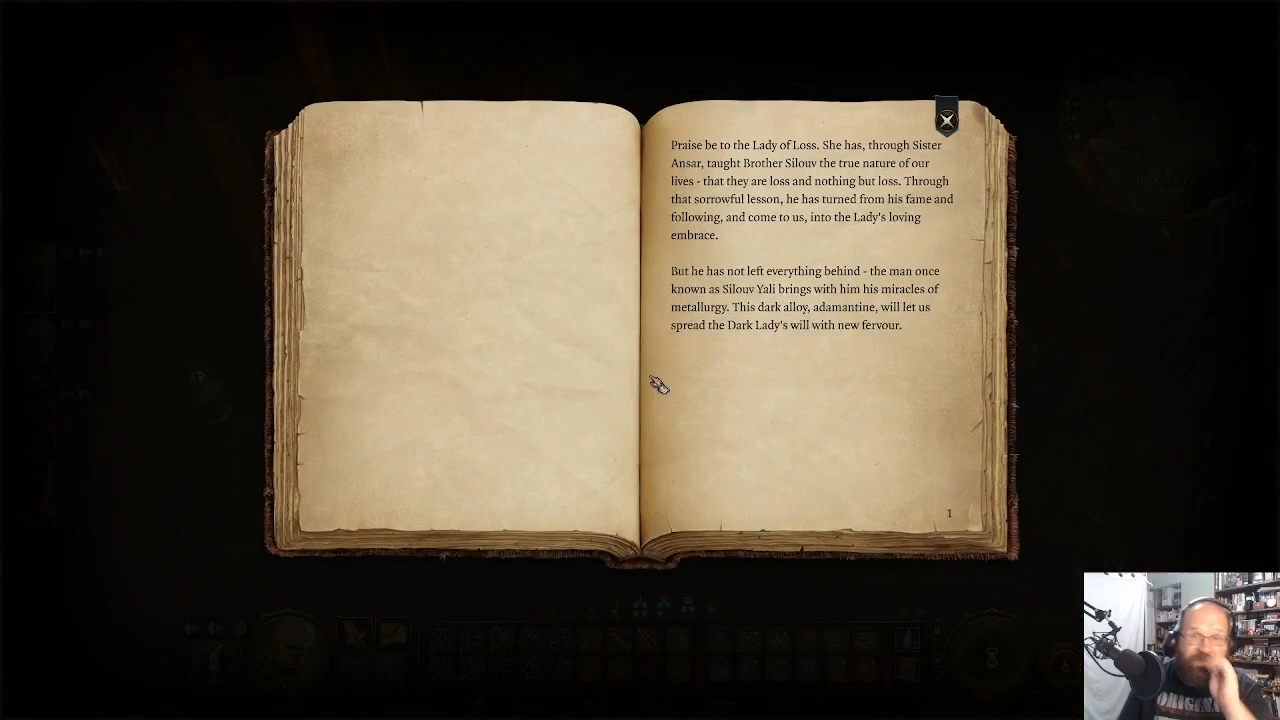 Praise be to the Lady of Loss. She has, through Sister
Ansar, taught Brother Silouv the true nature of our
lives - that they are loss and nothing but loss. Through
that sorrowful lesson, he has turned from his fame and
following, and come to us, into the Lady's loving
embrace.
But he has not left everything behind - the man once
known as Silouv Yali brings with him his miracles of
metallurgy. This dark alloy, adamantine, will let us
spread the Dark Lady's will with new fervour.
1